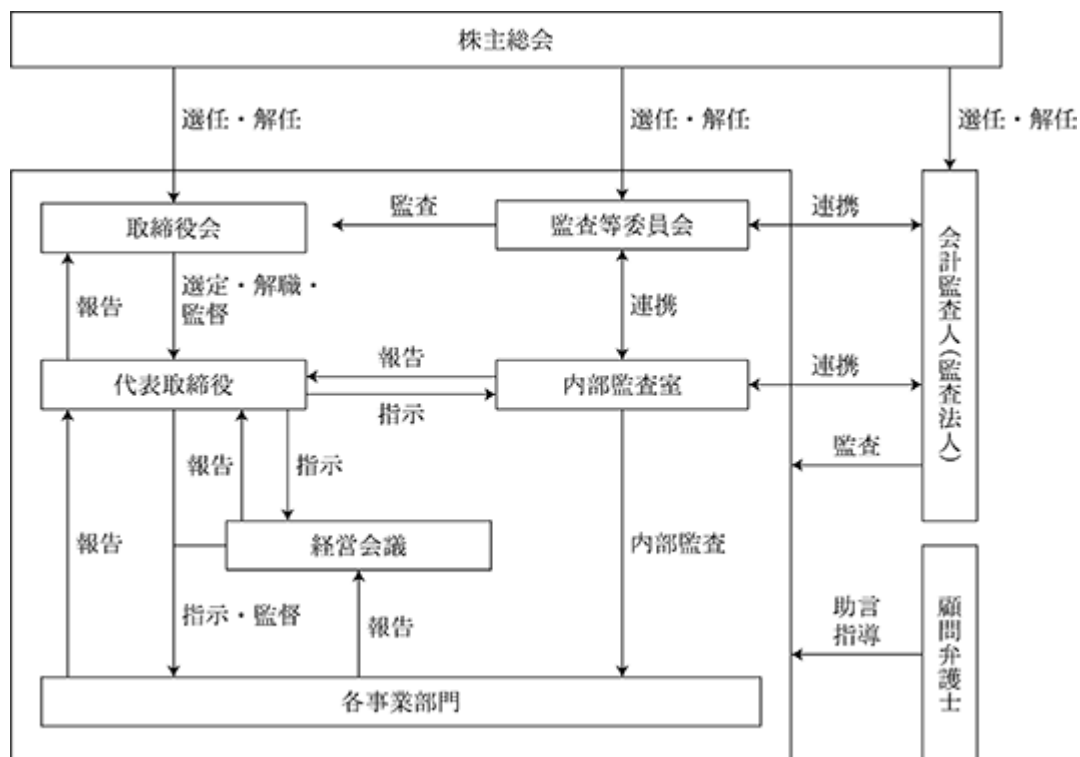 株主総会
選任・解任
選任・解任
選任・解任
取締役会
監査
監査等委員会
連携
会計監査人(監査法人)
報告
選定・解職・
監督
連携
代表取締役
報告
指示
内部監査室
連携
監査
報告
指示
報告
経営会議
内部監査
指示・監督
報告
助言
指導
顧問弁護士
各事業部門